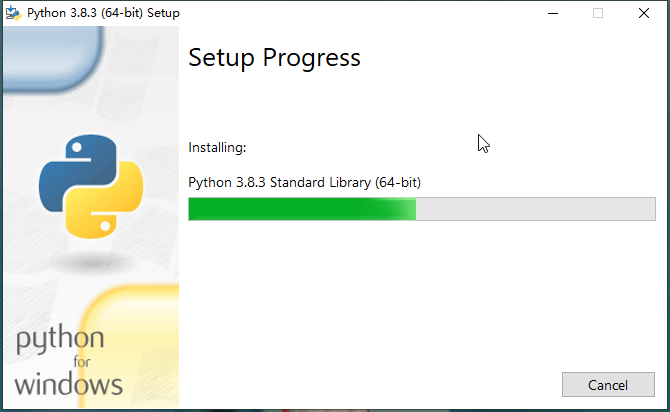 Python 3.8.3 (64-bit) Setup
Setup Progress
Installing:
Python 3.8.3 Standard Library (64-bit)
python
for
windows
Cancel